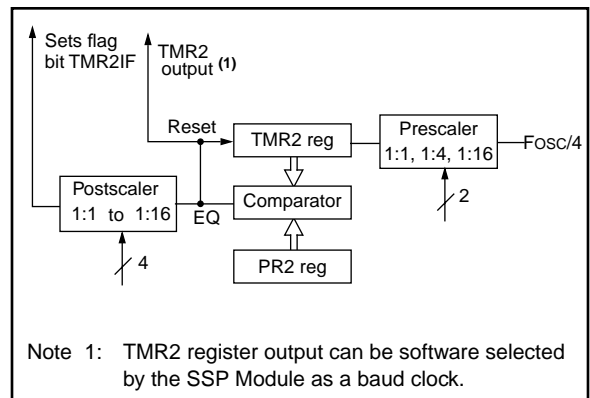 Sets flag
bit TMR2IF
TMR2
output (1)
Reset
TMR2 reg
Prescaler
1:1, 1:4, 1:16
FOSC/4
2
Postscaler
1:1 to 1:16
EQ
Comparator
4
PR2 reg
Note 1: TMR2 register output can be software selected
by the SSP Module as a baud clock.